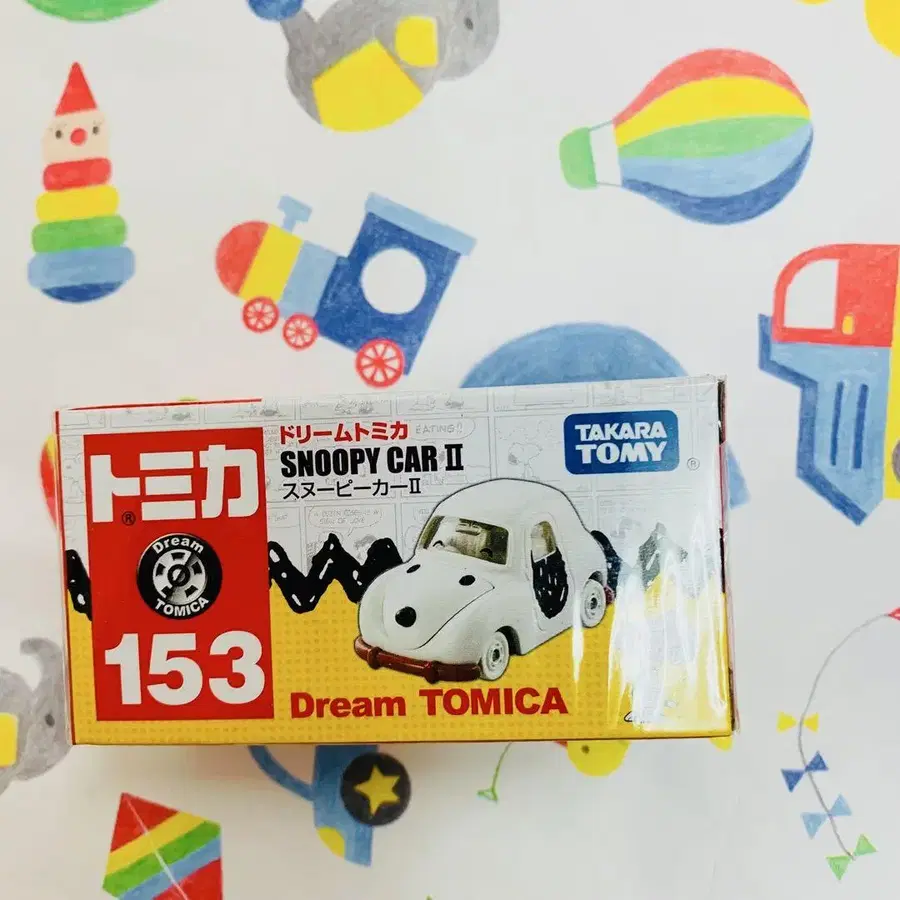 ドリームトミカ
SNOOPY CAR II
スヌーピーカーII
TAKARA
TOMY
®
トミカ
®
Dream
TOMICA
153
Dream TOMICA
EATING!!